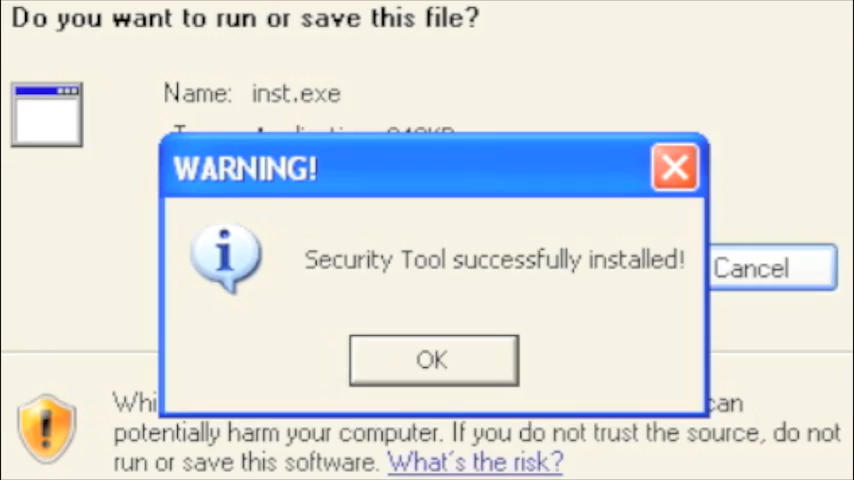 Do you want to run or save this file?
Name: inst.exe
WARNING!
Security Tool successfully installed!
Cancel
OK
can
potentially harm your computer. If you do not trust the source, do not
run or save this software. What's the risk?